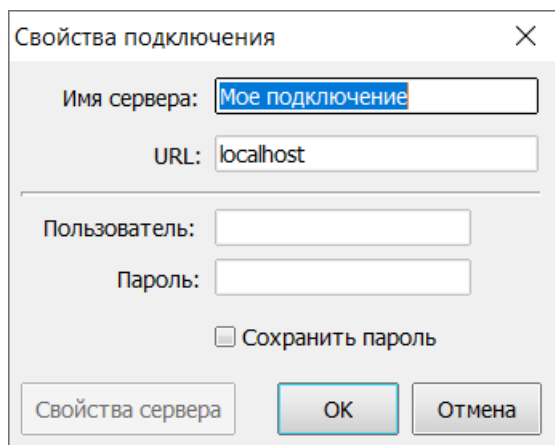 Свойства подключения
Имя сервера: Мое подключение
URL: localhost
Пользователь:
Пароль:
Сохранить пароль
Свойства сервера OK Отмена